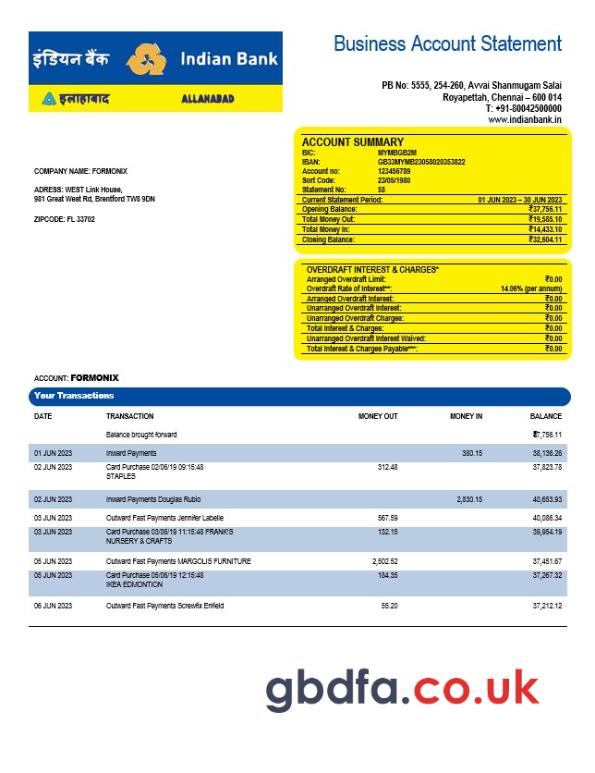 इंडियन बैंक Indian Bank
इलाहाबाद ALLAHABAD
Business Account Statement
PB No: 5555, 254-260, Avvai Shanmugam Salai
Royapettah, Chennai – 600 014
T: +91-80042500000
www.indianbank.in
COMPANY NAME: FORMONIX
ADRESS: WEST Link House,
981 Great West Rd, Brentford TW8 9DN
ZIPCODE: FL 33702
ACCOUNT SUMMARY
BIC: MYMBGB2M
IBAN: GB33MYMB23058020353822
Account no: 123456789
Sort Code: 23/05/1980
Statement No: 58
Current Statement Period: 01 JUN 2023 – 30 JUN 2023
Opening Balance: ₹37,756.11
Total Money Out: ₹19,585.10
Total Money In: ₹14,433.10
Closing Balance: ₹32,604.11
OVERDRAFT INTEREST & CHARGES*
Arranged Overdraft Limit: ₹0.00
Overdraft Rate of Interest**: 14.06% (per annum)
Arranged Overdraft Interest: ₹0.00
Unarranged Overdraft Interest: ₹0.00
Unarranged Overdraft Charges: ₹0.00
Total Interest & Charges: ₹0.00
Unarranged Overdraft Interest Waived: ₹0.00
Total Interest & Charges Payable***: ₹0.00
ACCOUNT: FORMONIX
Your Transactions
DATE TRANSACTION MONEY OUT MONEY IN BALANCE
Balance brought forward ₹37,756.11
01 JUN 2023 Inward Payments 380.15 38,136.26
02 JUN 2023 Card Purchase 02/06/19 09:15:48 312.48 37,823.78
STAPLES
02 JUN 2023 Inward Payments Douglas Rubio 2,830.15 40,653.93
03 JUN 2023 Outward Fast Payments Jennifer Labelle 567.59 40,086.34
03 JUN 2023 Card Purchase 03/06/19 11:15:48 FRANK'S 132.15 39,954.19
NURSERY & CRAFTS
05 JUN 2023 Outward Fast Payments MARGOLIS FURNITURE 2,502.52 37,451.67
05 JUN 2023 Card Purchase 05/06/19 12:15:48 184.35 37,267.32
IKEA EDMONTION
06 JUN 2023 Outward Fast Payments Screwfix Enfield 55.20 37,212.12
gbdfa.co.uk